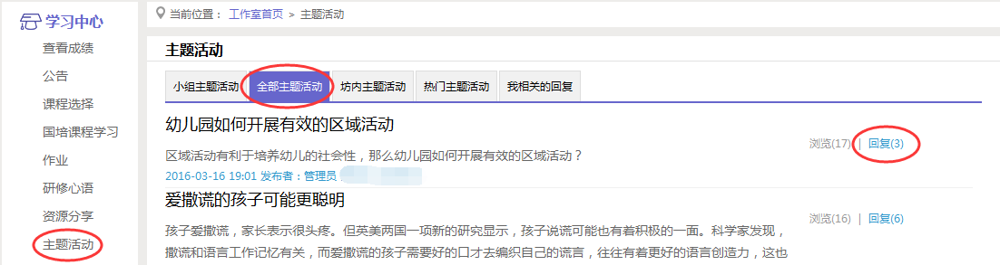 学习中心
查看成绩
公告
课程选择
国培课程学习
作业
研修心语
资源分享
主题活动
当前位置： 工作室首页 > 主题活动
主题活动
小组主题活动 全部主题活动 坊内主题活动 热门主题活动 我相关的回复
幼儿园如何开展有效的区域活动
浏览(17) | 回复(3)
区域活动有利于培养幼儿的社会性，那么幼儿园如何开展有效的区域活动？
2016-03-16 19:01 发布者：管理员
爱撒谎的孩子可能更聪明
浏览(16) | 回复(6)
孩子爱撒谎，家长表示很头疼。但英美两国一项新的研究显示，孩子说谎可能也有着积极的一面。科学家发现，
撒谎和语言工作记忆有关，而爱撒谎的孩子需要好的口才去编织自己的谎言，往往有着更好的语言创造力，这也